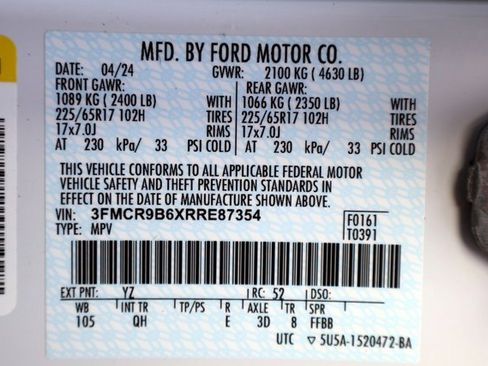 MFD. BY FORD MOTOR CO.
DATE: 04/24 GVWR: 2100 KG ( 4630 LB)
FRONT GAWR: REAR GAWR:
1089 KG ( 2400 LB) WITH 1066 KG ( 2350 LB) WITH
225/65R17 102H TIRES 225/65R17 102H TIRES
17x7.0J RIMS 17x7.0J RIMS
AT 230 kPa/ 33 PSI COLD AT 230 kPa/ 33 PSI COLD
THIS VEHICLE CONFORMS TO ALL APPLICABLE FEDERAL MOTOR
VEHICLE SAFETY AND THEFT PREVENTION STANDARDS IN
EFFECT ON THE DATE OF MANUFACTURE SHOWN ABOVE.
VIN: 3FMCR9B6XRRE87354 F0161
TYPE: MPV T0391
EXT PNT: YZ RC: 52 DSO:
WB INT TR TP/PS R AXLE TR SPR
105 QH E 3D 8 FFBB
UTC ▽ 5U5A-1520472-BA